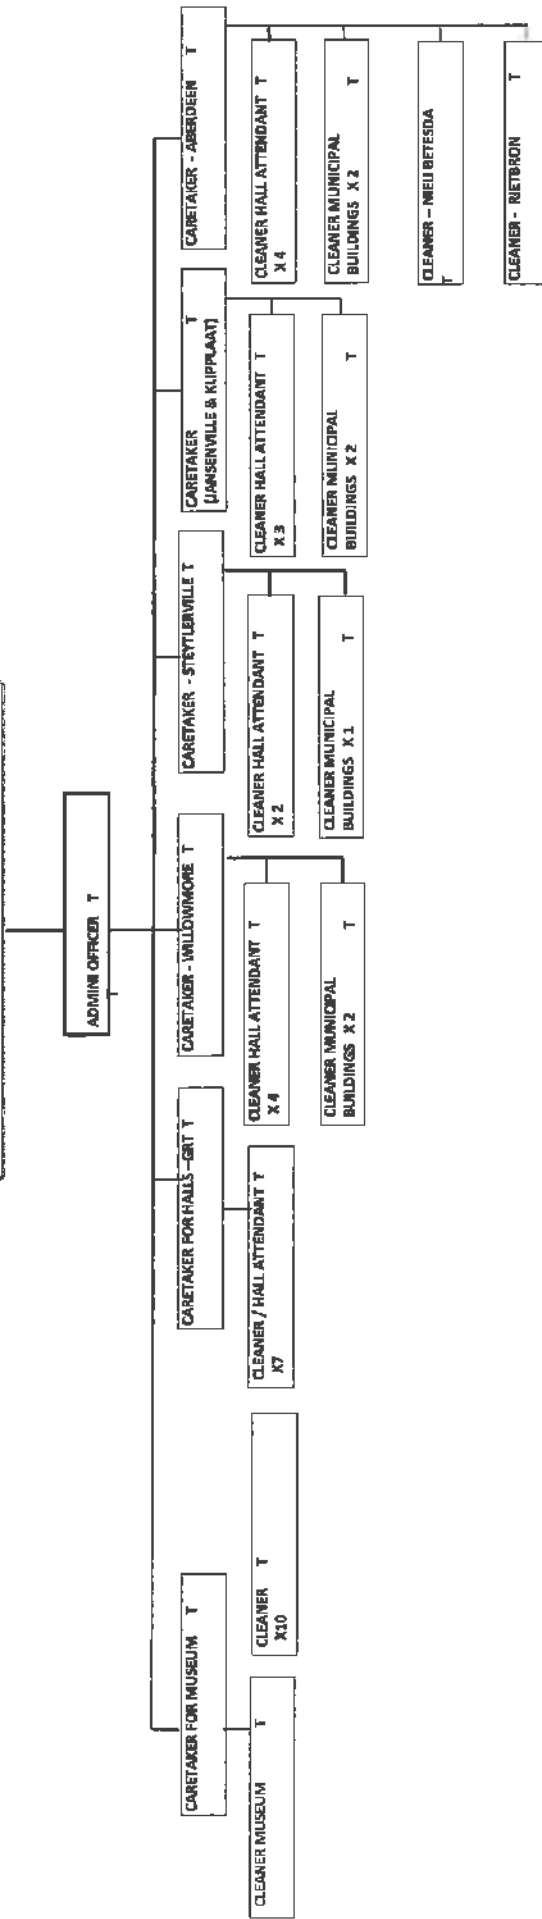 ADMIN OFFICER T
T
CARETAKER FOR MUSEUM T
CARETAKER FOR HALLS -GRT T
CARETAKER - WILLOWMORE T
CARETAKER - STEYTLERVILLE T
CARETAKER T
(JANSENVILLE & KLIPPLAAT)
CARETAKER - ABERDEEN T
CLEANER MUSEUM T
CLEANER T
X10
CLEANER / HALL ATTENDANT T
X7
CLEANER HALL ATTENDANT T
X 4
CLEANER MUNICIPAL
BUILDINGS X 2 T
CLEANER HALL ATTENDANT T
X 2
CLEANER MUNICIPAL
BUILDINGS X 1 T
CLEANER HALL ATTENDANT T
X 3
CLEANER MUNICIPAL
BUILDINGS X 2 T
CLEANER HALL ATTENDANT T
X 4
CLEANER MUNICIPAL
BUILDINGS X 2 T
CLEANER – NIEU BETESDA
T
CLEANER - RIETBRON T